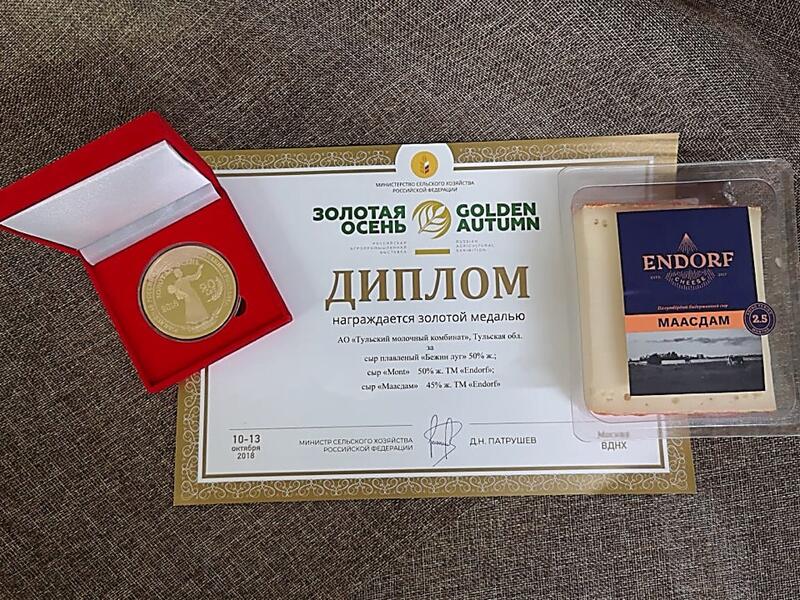 МИНИСТЕРСТВО СЕЛЬСКОГО ХОЗЯЙСТВА
РОССИЙСКОЙ ФЕДЕРАЦИИ
ЗОЛОТАЯ
ОСЕНЬ
GOLDEN
AUTUMN
РОССИЙСКАЯ
АГРОПРОМЫШЛЕННАЯ
ВЫСТАВКА
RUSSIAN
AGRICULTURAL
EXHIBITION
ДИПЛОМ
награждается золотой медалью
АО «Тульский молочный комбинат», Тульская обл.
за
сыр плавленый «Бежин луг» 50% ж.;
сыр «Mont» 50% ж. ТМ «Endorf»;
сыр «Маасдам» 45% ж. ТМ «Endorf»
10-13
октября
2018
МИНИСТР СЕЛЬСКОГО ХОЗЯЙСТВА
РОССИЙСКОЙ ФЕДЕРАЦИИ
Д.Н. ПАТРУШЕВ
Москва
ВДНХ
ENDORF
CHEESE
Полутвёрдый выдержанный сыр
МААСДАМ
2.5